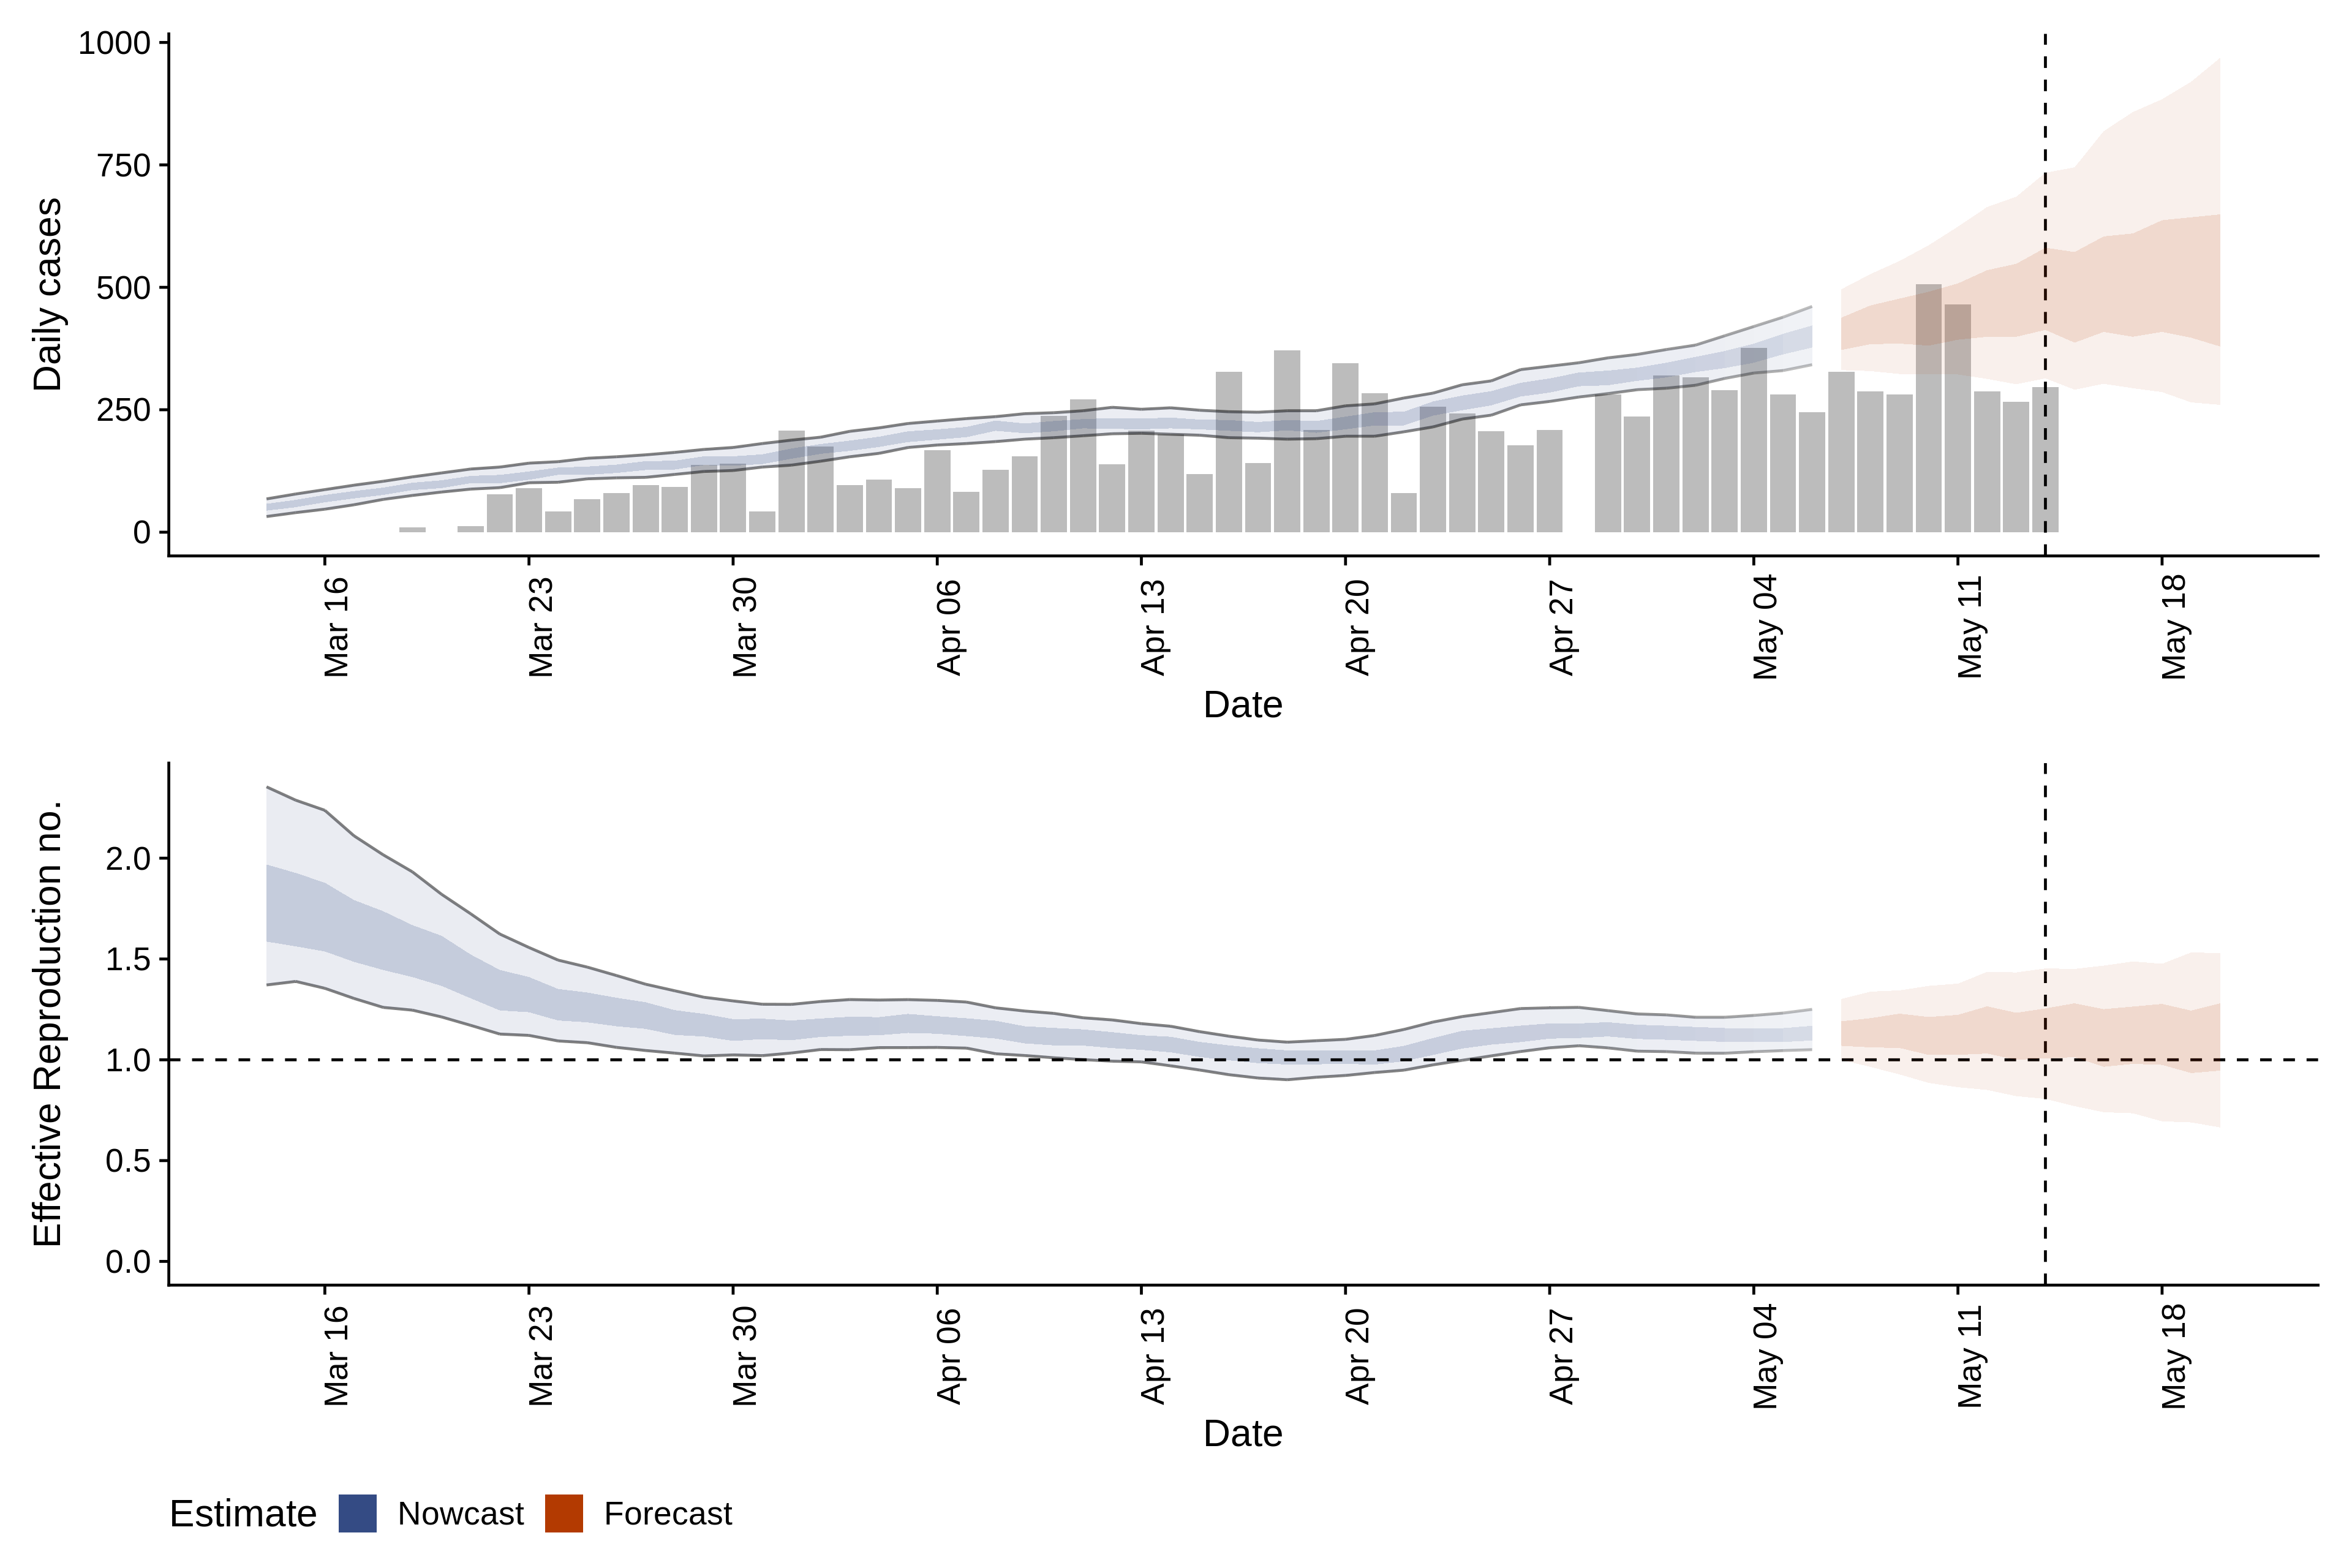 1000
750
500
250
0
Daily cases
Mar 16 Mar 23 Mar 30 Apr 06 Apr 13 Apr 20 Apr 27 May 04 May 11 May 18
Date
2.0
1.5
1.0
0.5
0.0
Effective Reproduction no.
Mar 16 Mar 23 Mar 30 Apr 06 Apr 13 Apr 20 Apr 27 May 04 May 11 May 18
Date
Estimate Nowcast Forecast